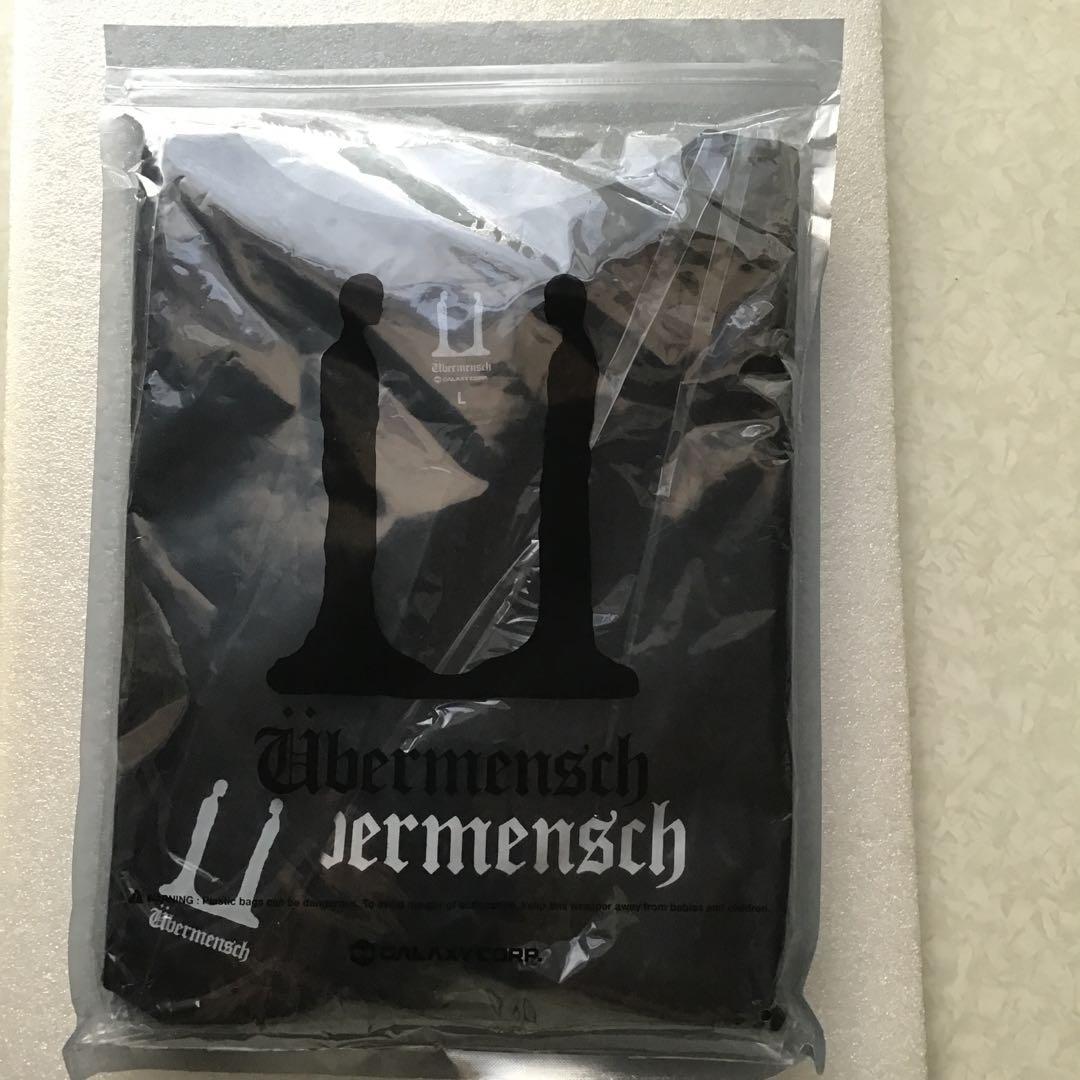 Übermensch
GALAXY CORP.
L
Übermensch
bermensch
WARNING : Plastic bags can be dangerous. To avoid danger of suffocation, keep this wrapper away from babies and children.
Übermensch
GALAXY CORP.